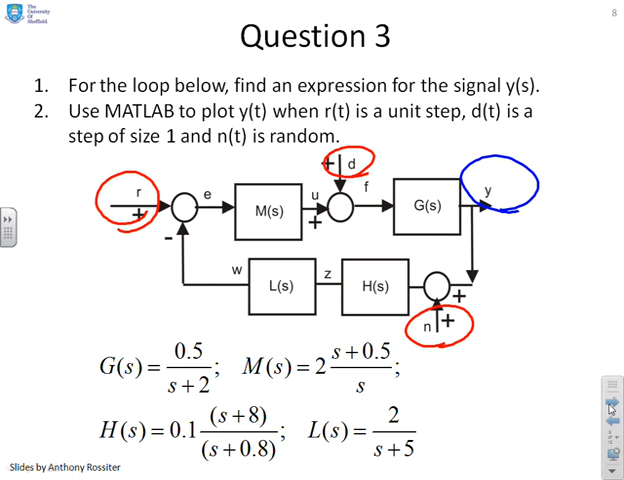 The
University
Of
Sheffield.
8
Question 3
1. For the loop below, find an expression for the signal y(s).
2. Use MATLAB to plot y(t) when r(t) is a unit step, d(t) is a
step of size 1 and n(t) is random.
+ d
r e u f y
M(s) G(s)
+ +
-
w z
L(s) H(s)
+
n +
G(s) = 0.5 / (s + 2); M(s) = 2 (s + 0.5) / s;
H(s) = 0.1 (s + 8) / (s + 0.8); L(s) = 2 / (s + 5)
Slides by Anthony Rossiter